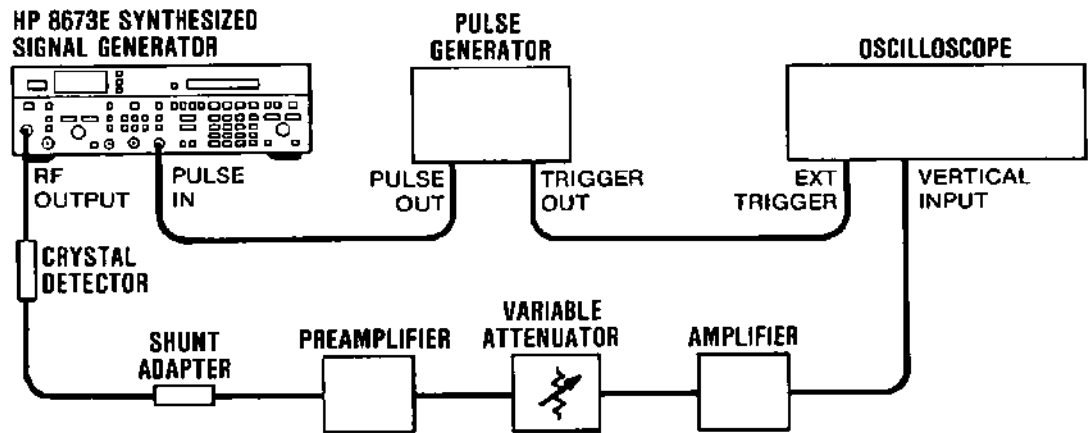 HP 8673E SYNTHESIZED
SIGNAL GENERATOR
PULSE
GENERATOR
OSCILLOSCOPE
RF
OUTPUT
PULSE
IN
PULSE
OUT
TRIGGER
OUT
EXT
TRIGGER
VERTICAL
INPUT
CRYSTAL
DETECTOR
SHUNT
ADAPTER
PREAMPLIFIER
VARIABLE
ATTENUATOR
AMPLIFIER